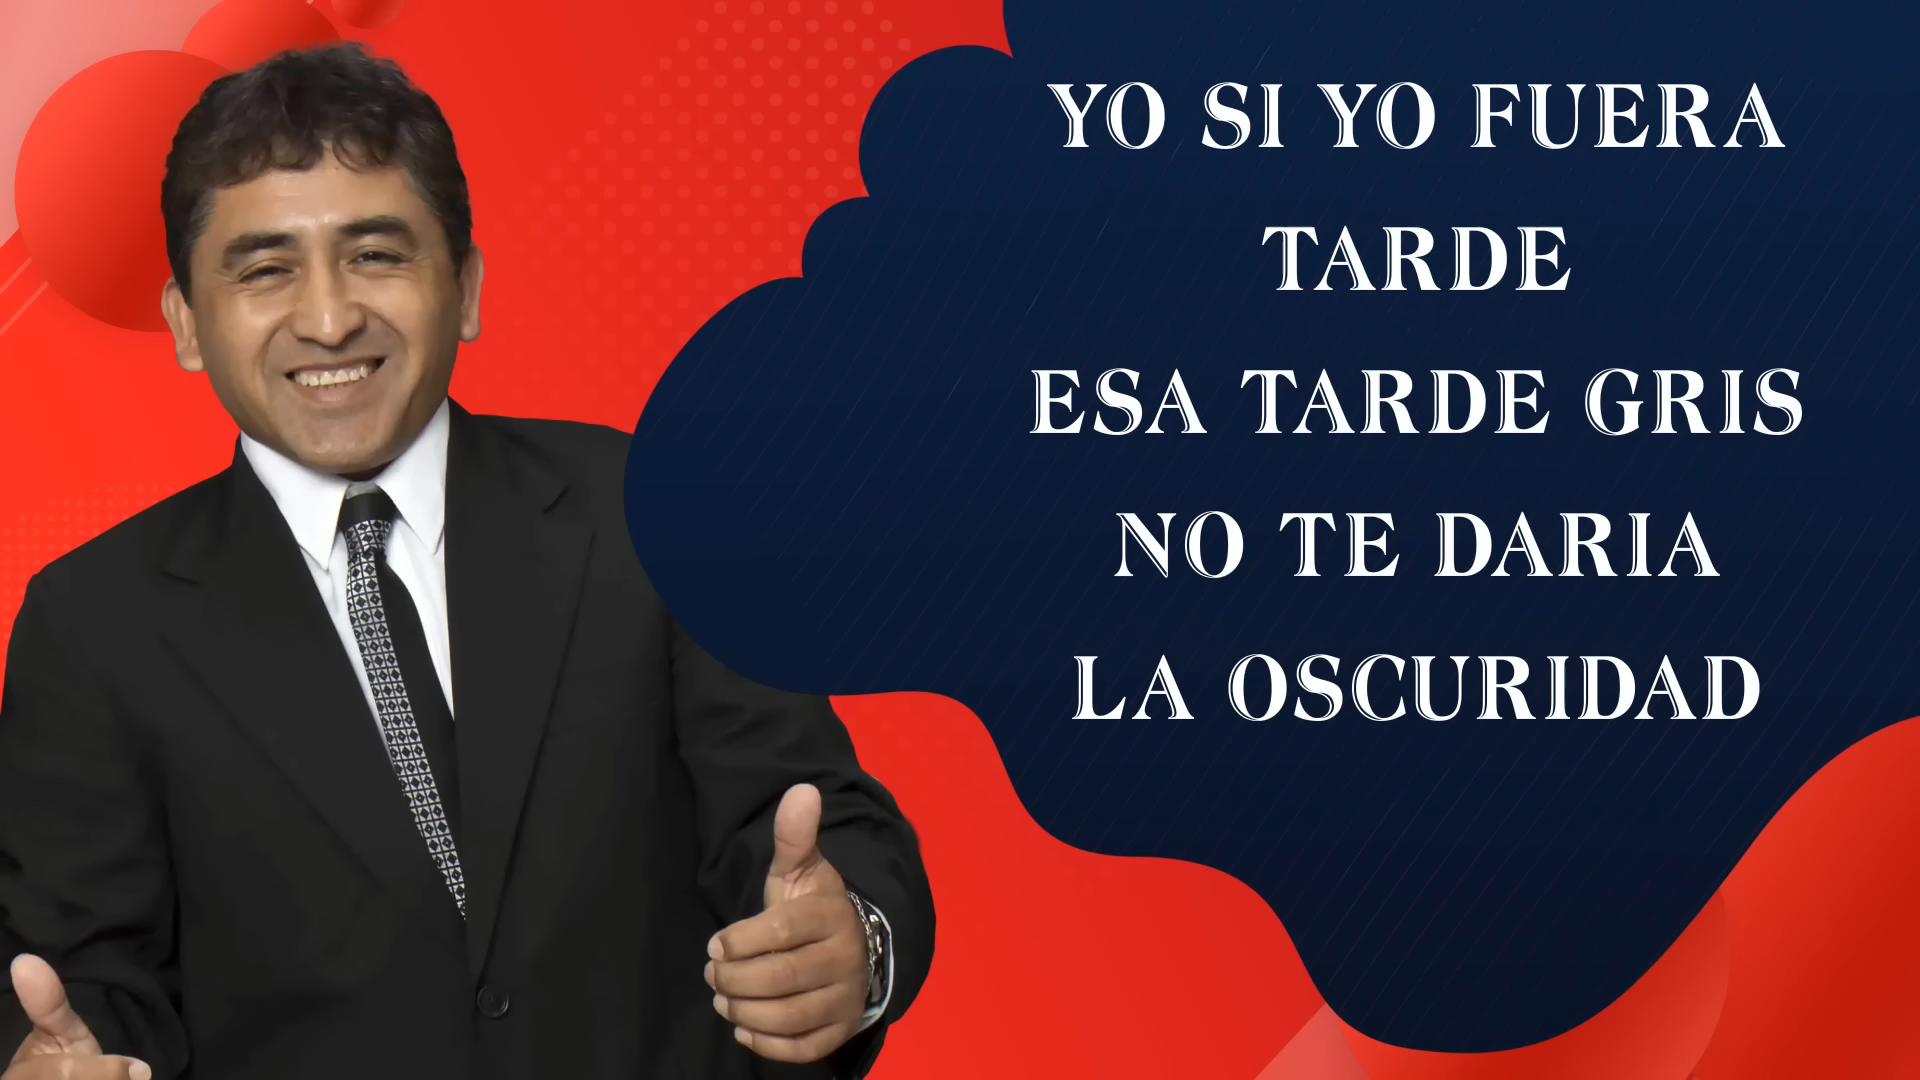 YO SI YO FUERA
TARDE
ESA TARDE GRIS
NO TE DARIA
LA OSCURIDAD